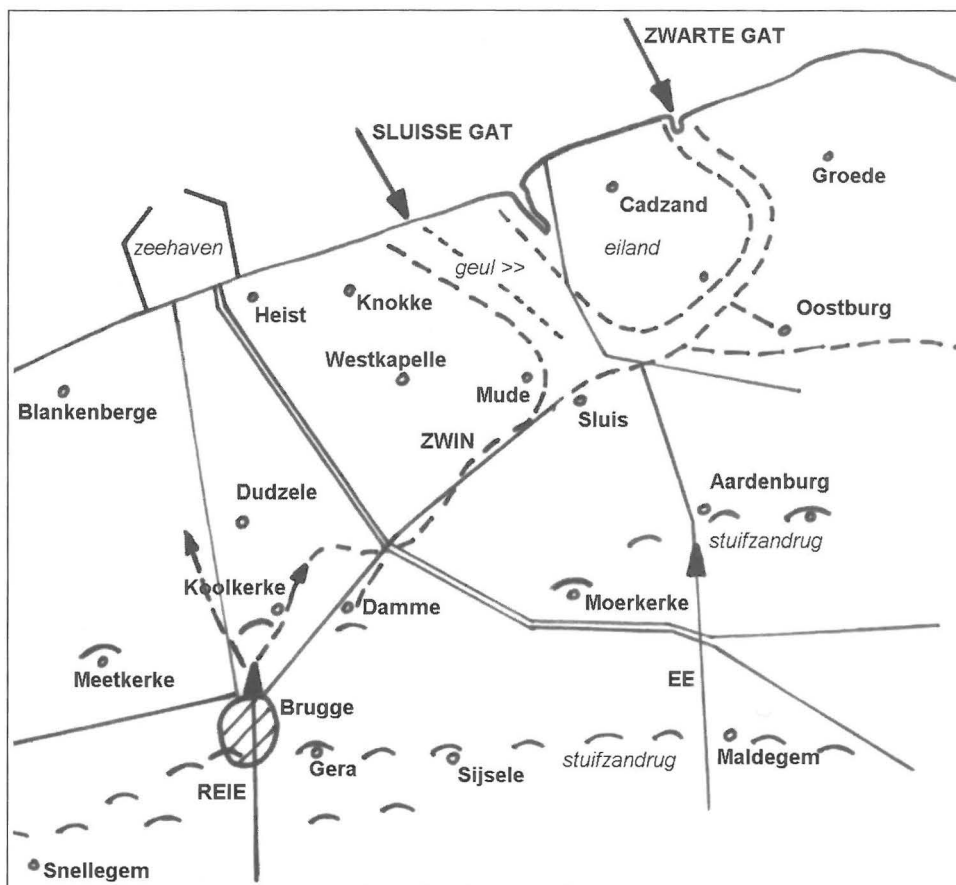 ZWARTE GAT
SLUISSE GAT
Groede
Cadzand
zeehaven
eiland
geul >>
Heist
Knokke
Oostburg
Westkapelle
Mude
Blankenberge
Sluis
ZWIN
Dudzele
Aardenburg
stuifzandrug
Koolkerke
Damme
Moerkerke
Meetkerke
EE
Brugge
Gera
Sijsele
stuifzandrug
Maldegem
REIE
Snellegem